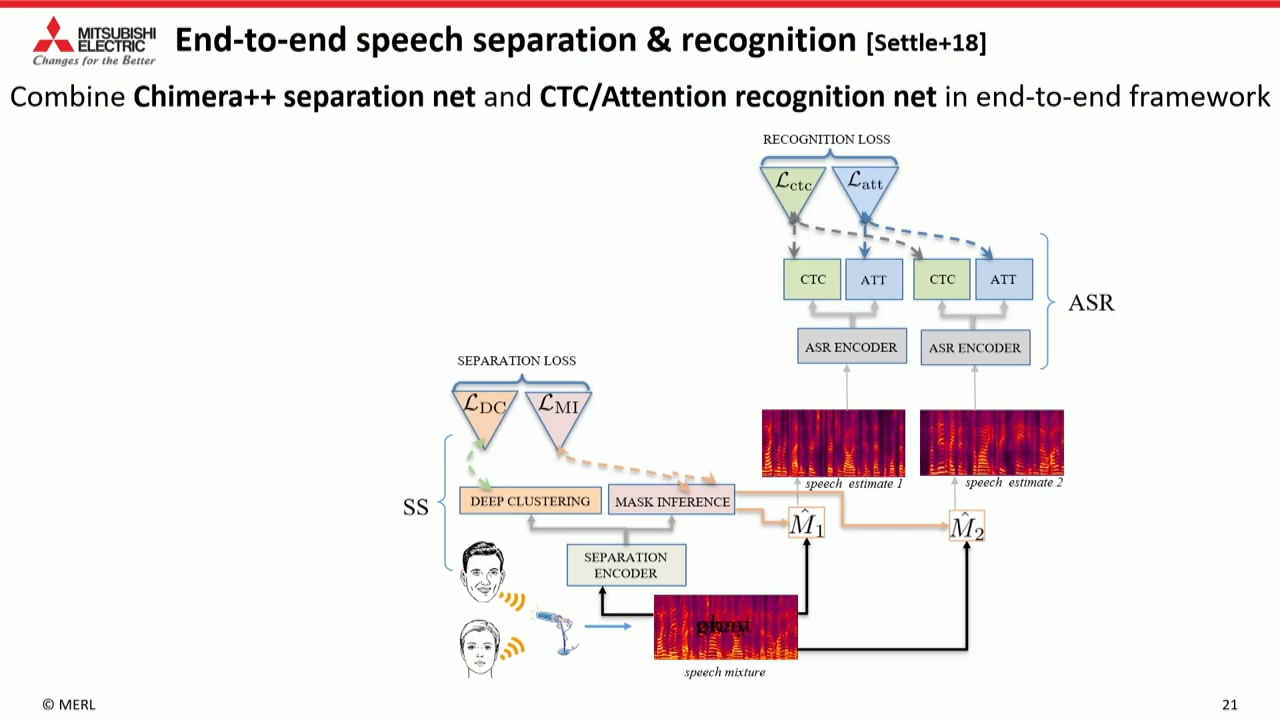 MITSUBISHI
ELECTRIC
Changes for the Better
End-to-end speech separation & recognition [Settle+18]
Combine Chimera++ separation net and CTC/Attention recognition net in end-to-end framework
RECOGNITION LOSS
ℒctc
ℒatt
CTC
ATT
CTC
ATT
ASR
ASR ENCODER
ASR ENCODER
SEPARATION LOSS
ℒDC
ℒMI
speech estimate 1
speech estimate 2
SS
DEEP CLUSTERING
MASK INFERENCE
M̂1
M̂2
SEPARATION
ENCODER
speech mixture
© MERL
21